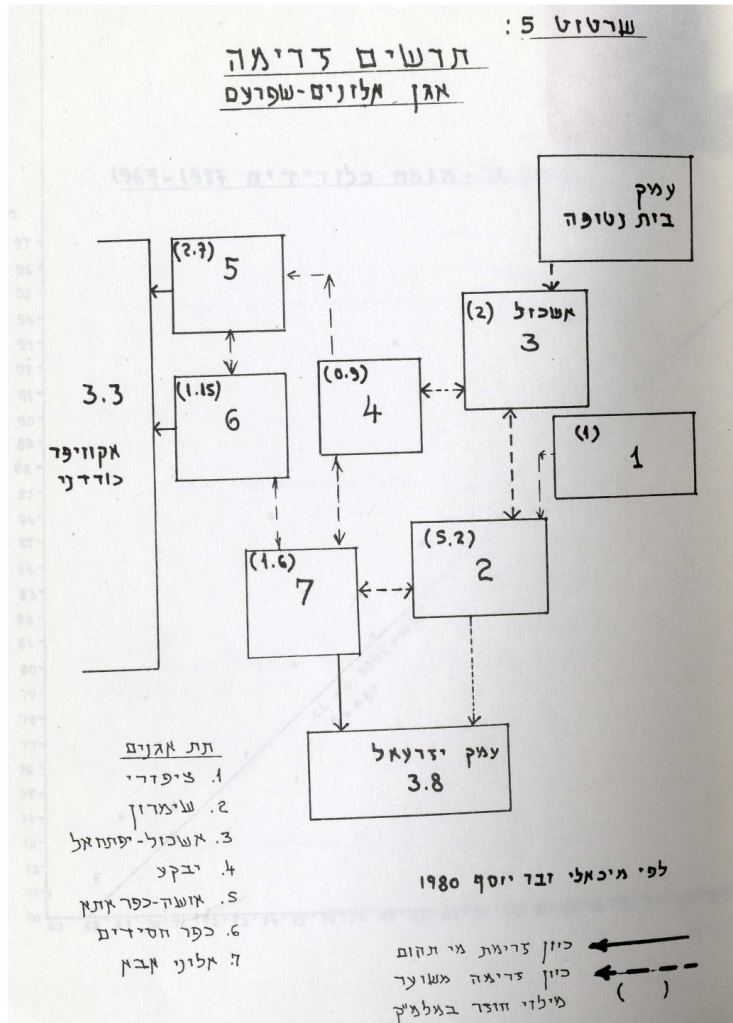 שרטוט 5:
תרשים זרימה
אגן אלונים-שפרעם
עמק
בית נטופה
(2.7)
5
(2) אשכול
3
3.3
(1.15)
6
(0.9)
4
(1)
1
אקוויפר
כורדני
(5.2)
2
(1.6)
7
תת אגנים
1. ציפורי
2. שימרון
3. אשכול-יפתחאל
4. יבקע
5. אושה-כפר אתא
6. כפר חסידים
7. אלוני אבא
עמק יזרעאל
3.8
לפי מיכאלי ובר יוסף 1980
כיוון זרימת מי תהום
כיוון זרימה משוער
( ) מילוי חוזר במלמ"ק